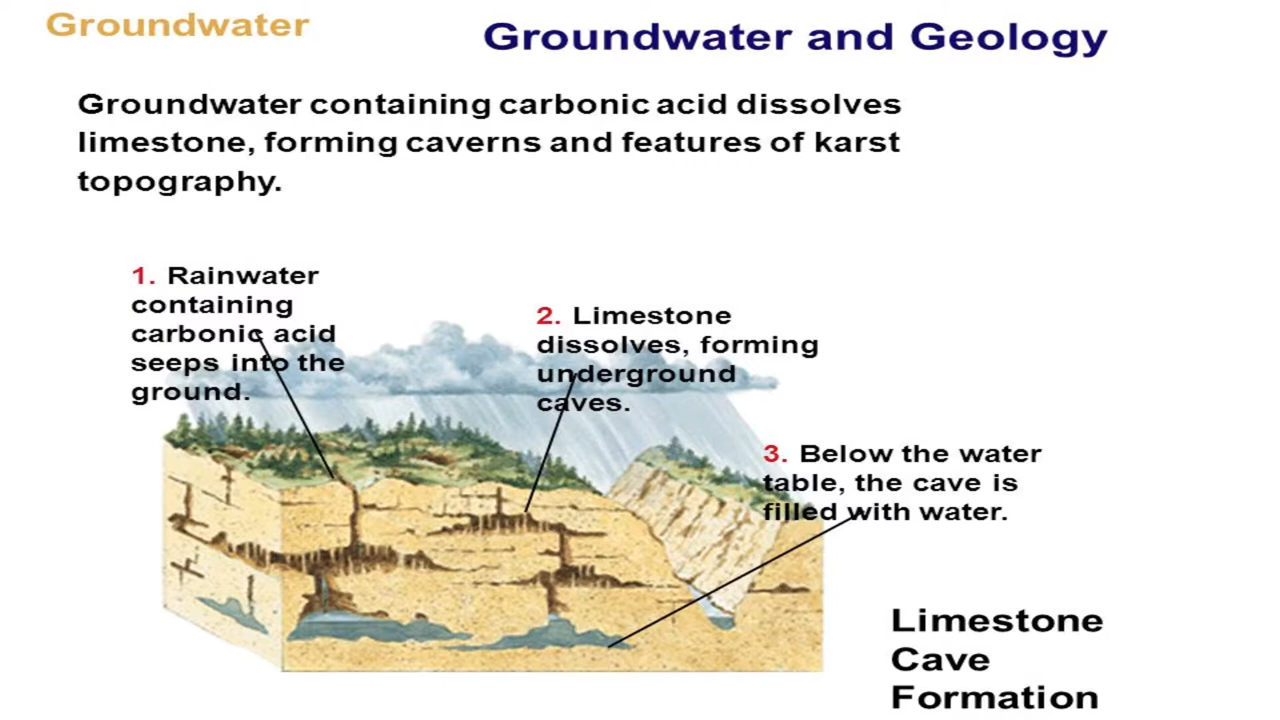 Groundwater
Groundwater and Geology
Groundwater containing carbonic acid dissolves
limestone, forming caverns and features of karst
topography.
1. Rainwater
containing
carbonic acid
seeps into the
ground.
2. Limestone
dissolves, forming
underground
caves.
3. Below the water
table, the cave is
filled with water.
Limestone
Cave
Formation